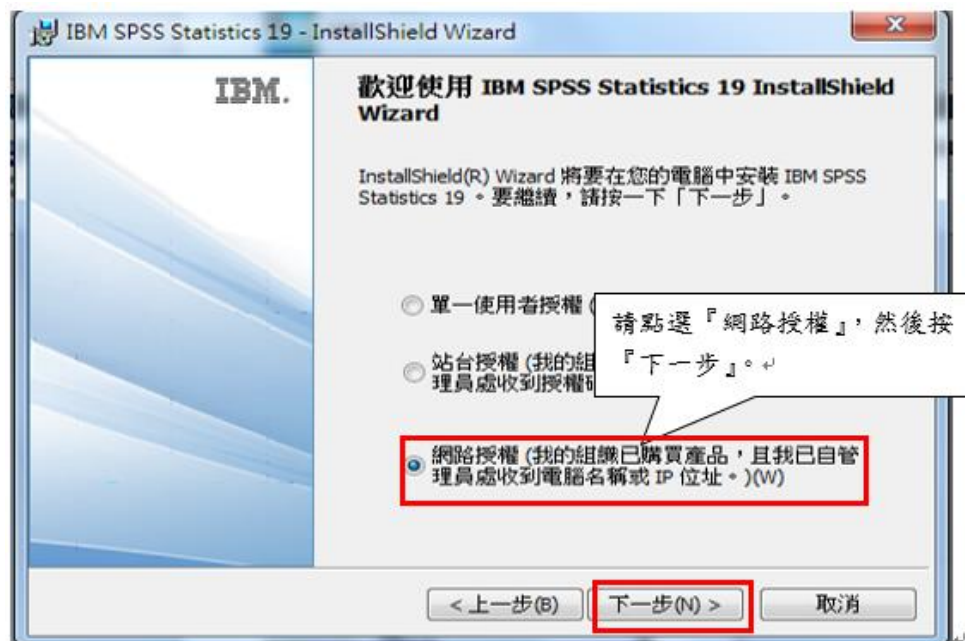 IBM SPSS Statistics 19 - InstallShield Wizard
IBM.
歡迎使用 IBM SPSS Statistics 19 InstallShield
Wizard
InstallShield(R) Wizard 將要在您的電腦中安裝 IBM SPSS
Statistics 19。要繼續，請按一下「下一步」。
單一使用者授權 (
請點選『網路授權』，然後按
『下一步』。↵
站台授權 (我的組
理員處收到授權
網路授權 (我的組織已購買產品，且我已自管
理員處收到電腦名稱或 IP 位址。)(W)
< 上一步(B)
下一步(N) >
取消